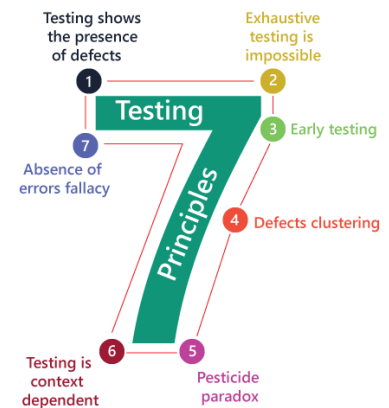 Testing shows
the presence
of defects
1
Exhaustive
testing is
impossible
2
Testing
3
Early testing
7
Absence of
errors fallacy
Principles
4
Defects clustering
6
Testing is
context
dependent
5
Pesticide
paradox